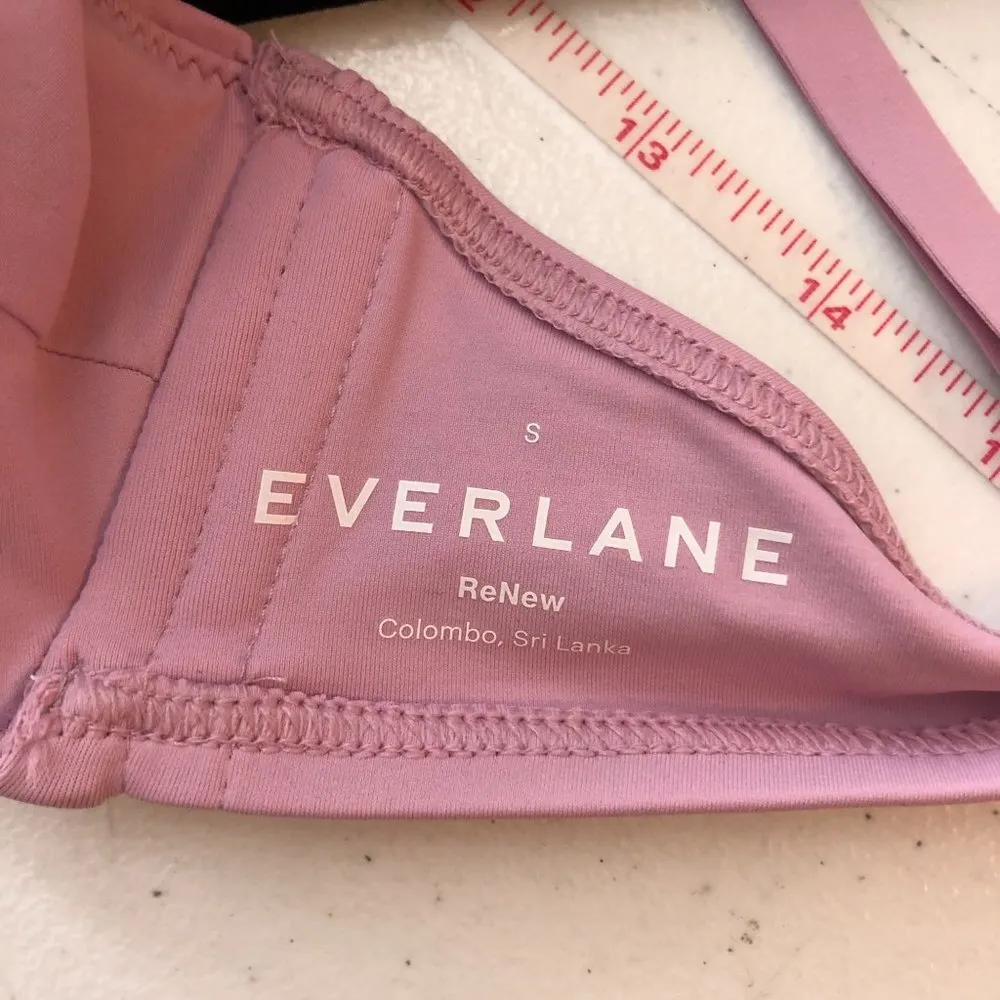 13
14
S
EVERLANE
ReNew
Colombo, Sri Lanka